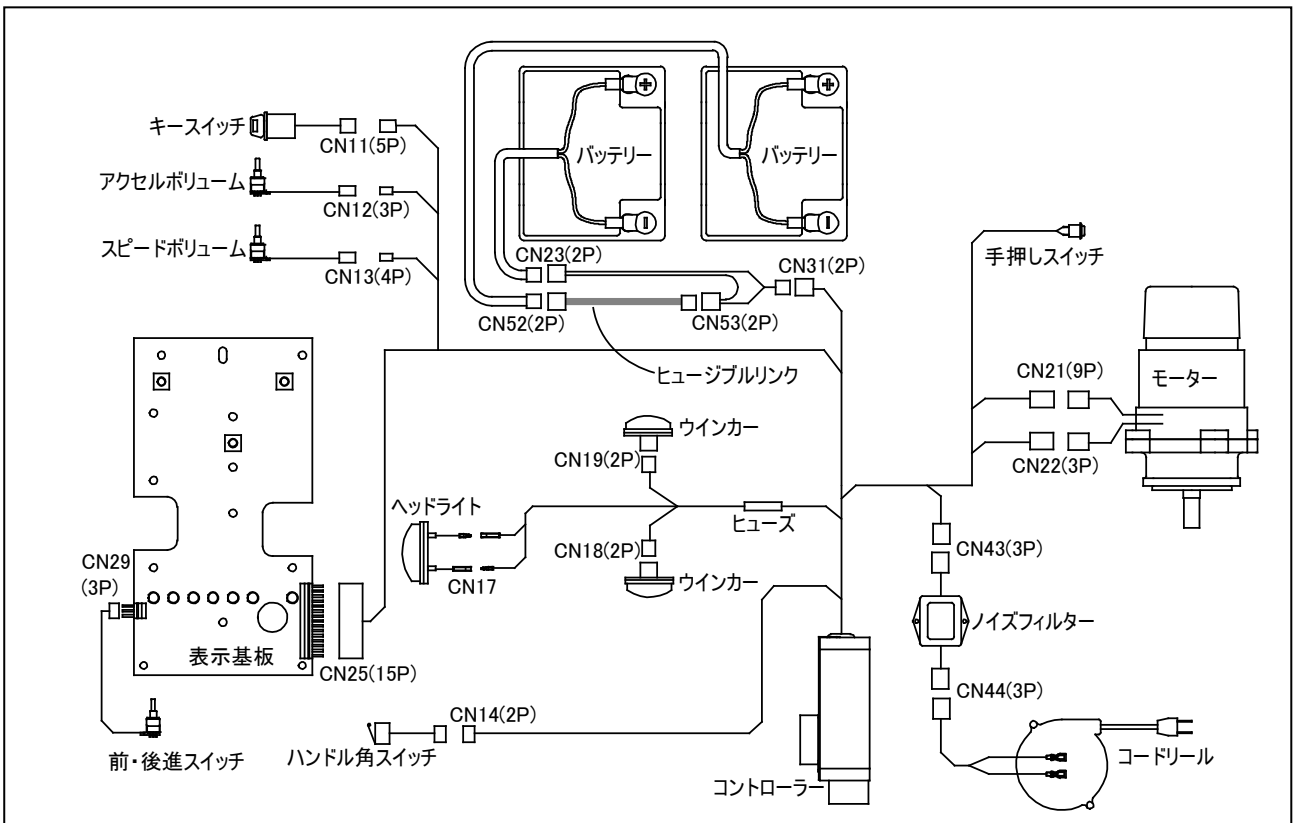 キースイッチ
CN11(5P)
アクセルボリューム
CN12(3P)
スピードボリューム
CN13(4P)
バッテリー
バッテリー
CN23(2P)
CN31(2P)
CN52(2P)
CN53(2P)
ヒュージブルリンク
手押しスイッチ
CN21(9P)
モーター
CN22(3P)
ウインカー
CN19(2P)
ヘッドライト
ヒューズ
CN18(2P)
CN17
ウインカー
CN29
(3P)
表示基板
CN25(15P)
CN43(3P)
ノイズフィルター
CN44(3P)
CN14(2P)
前・後進スイッチ
ハンドル角スイッチ
コントローラー
コードリール